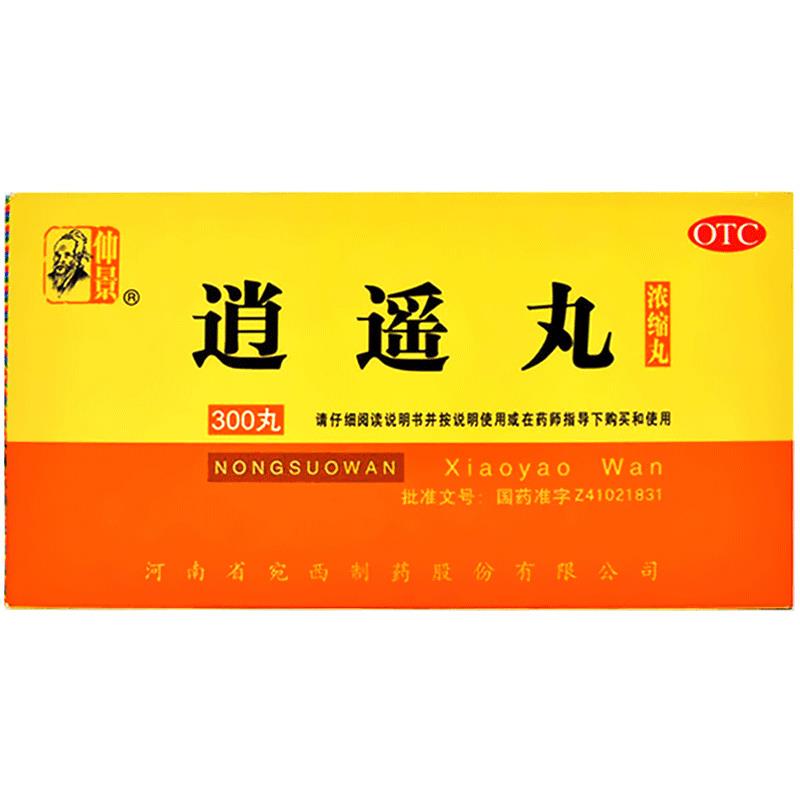 仲景
®
OTC
逍遥丸
浓缩丸
300丸
请仔细阅读说明书并按说明使用或在药师指导下购买和使用
NONGSUOWAN
Xiaoyao Wan
批准文号：国药准字Z41021831
河南省宛西制药股份有限公司